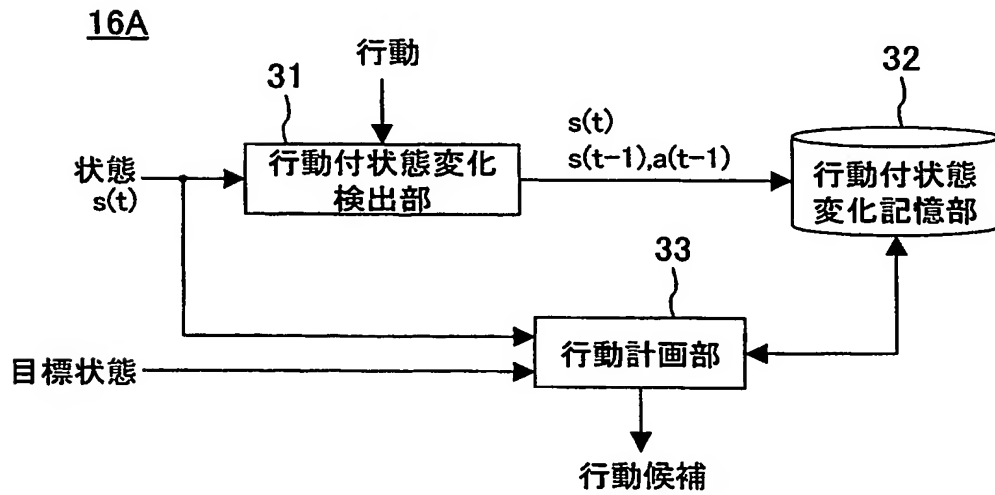 16A
行動
31
32
s(t)
s(t-1),a(t-1)
状態
s(t)
行動付状態変化
検出部
行動付状態
変化記憶部
33
行動計画部
目標状態
行動候補